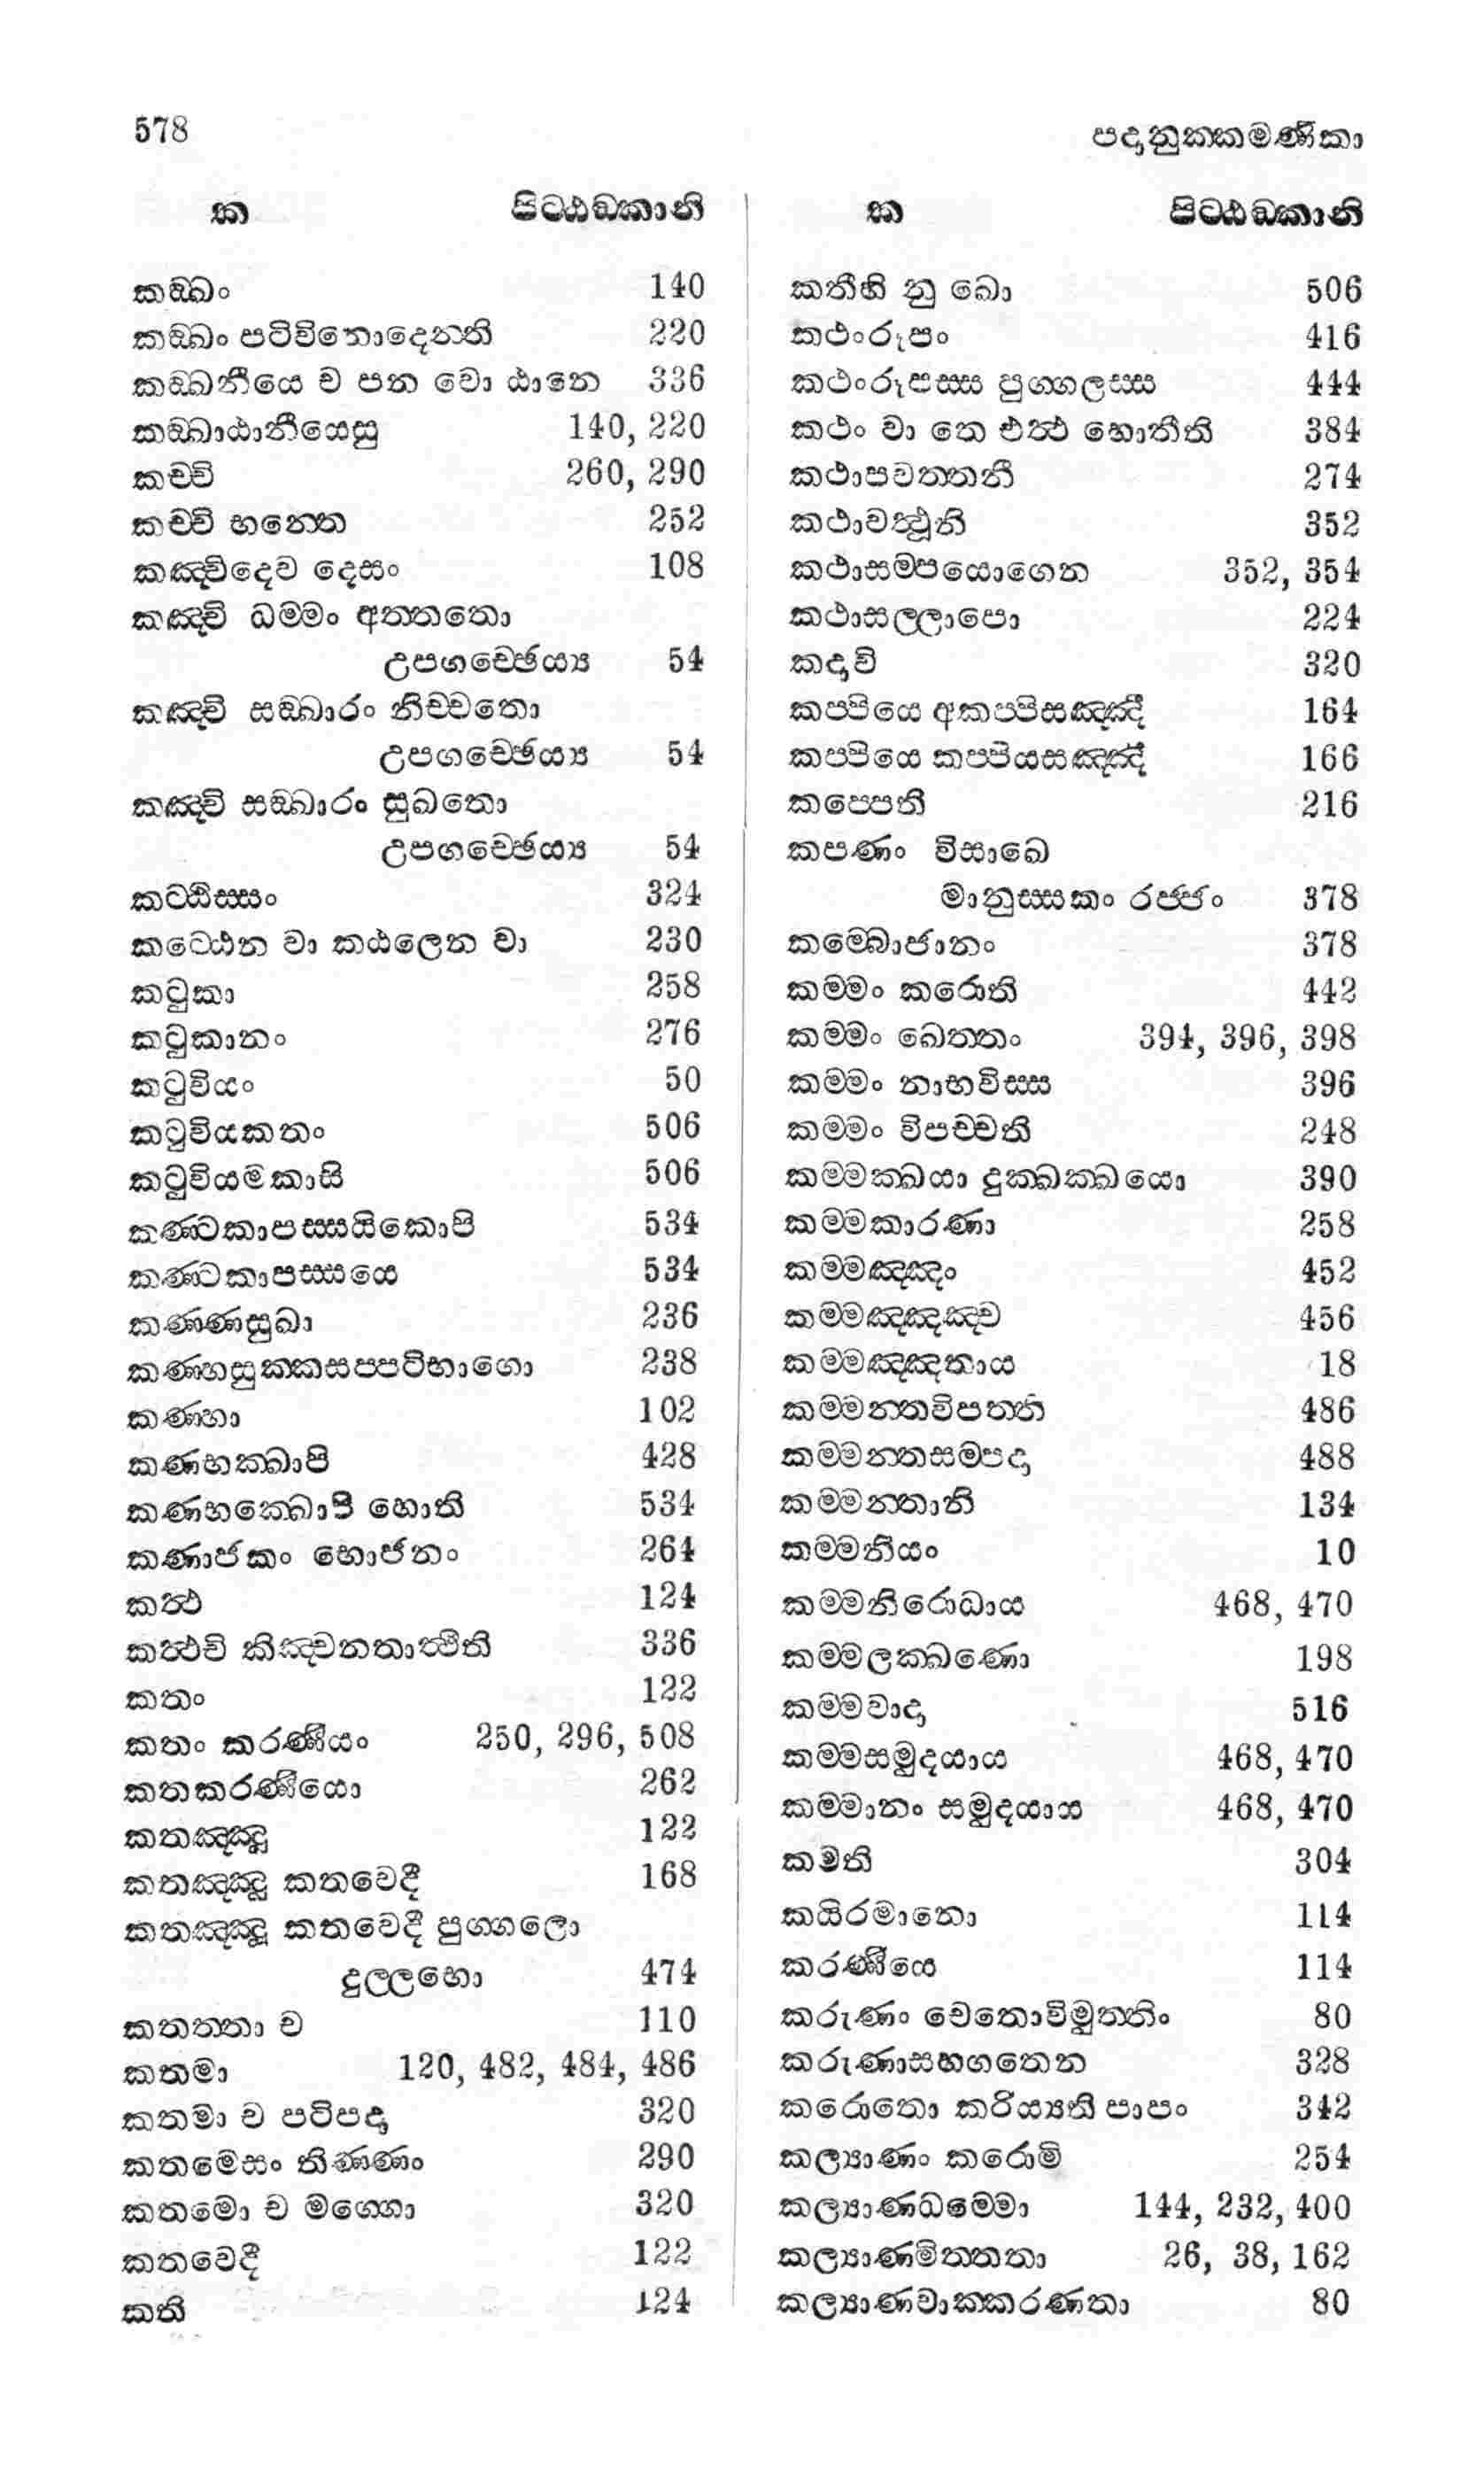 578
පදානුක්කමණිකා
ක පිට්ඨඞ්කානි
කඞ්ඛං 140
කඞ්ඛං පටිවිනොදෙන්ති 220
කඞ්ඛනීයෙ ච පන වො ඨානෙ 336
කඞ්ඛාඨානීයෙසු 140, 220
කච්චි 260, 290
කච්චි භන්තෙ 252
කඤ්චිදෙව දෙසං 108
කඤ්චි ධම්මං අත්තතො
උපගච්ඡෙය්‍ය 54
කඤ්චි සඞ්ඛාරං නිච්චතො
උපගච්ඡෙය්‍ය 54
කඤ්චි සඞ්ඛාරං සුඛතො
උපගච්ඡෙය්‍ය 54
කට්ඨිස්සං 324
කට්ඨෙන වා කඨලෙන වා 230
කටුකා 258
කටුකානං 276
කටුවියං 50
කටුවියකතං 506
කටුවියමකාසි 506
කණ්ටකාපස්සයිකොපි 534
කණ්ටකාපස්සයෙ 534
කණ්ණසුඛා 236
කණ්හසුක්කසප්පටිභාගො 238
කණ්හා 102
කණභක්ඛාපි 428
කණහක්ඛොපි හොති 534
කණාජකං භොජනං 264
කත්‍ථ 124
කත්‍ථචි කිඤ්චනතාත්‍ථීති 336
කතං 122
කතං කරණීයං 250, 296, 508
කතකරණීයො 262
කතඤ්ඤු 122
කතඤ්ඤු කතවෙදී 168
කතඤ්ඤූ කතවෙදී පුග්ගලො
දුල්ලභො 474
කතත්තා ච 110
කතමා 120, 482, 484, 486
කතමා ච පටිපදා 320
කතමෙසං තිණ්ණං 290
කතමො ච මග්ගො 320
කතවෙදී 122
කති 124
ක පිට්ඨඞ්කානි
කතීහි නු ඛො 506
කථංරූපං 416
කථංරූපස්ස පුග්ගලස්ස 444
කථං වා තෙ එත්‍ථ හොතීති 384
කථාපවත්තනී 274
කථාවත්‍ථූනි 352
කථාසම්පයොගෙන 352, 354
කථාසල්ලාපො 224
කදාචි 320
කප්පියෙ අකප්පිසඤ්ඤී 164
කප්පියෙ කප්පියසඤ්ඤී 166
කප්පෙති 216
කපණං විසාඛෙ
මානුස්සකං රජ්ජං 378
කම්බොජානං 378
කම්මං කරොති 442
කම්මං ඛෙත්තං 394, 396, 398
කම්මං නාභවිස්ස 396
කම්මං විපච්චති 248
කම්මක්ඛයා දුක්ඛක්ඛයො 390
කම්මකාරණා 258
කම්මඤ්ඤං 452
කම්මඤ්ඤඤ්ච 456
කම්මඤ්ඤතාය 18
කම්මන්තවිපත්ති 486
කම්මන්තසම්පදා 488
කම්මන්තානි 134
කම්මනියං 10
කම්මනිරොධාය 468, 470
කම්මලක්ඛණො 198
කම්මවාදා 516
කම්මසමුදයාය 468, 470
කම්මානං සමුදයාය 468, 470
කමති 304
කයිරමානො 114
කරණීයෙ 114
කරුණං චෙතොවිමුත්තිං 80
කරුණාසහගතෙන 328
කරොතො කරිය්‍යති පාපං 342
කල්‍යාණං කරොමි 254
කල්‍යාණධම්මො 144, 232, 400
කල්‍යාණමිත්තතා 26, 38, 162
කල්‍යාණවාක්කරණතා 80